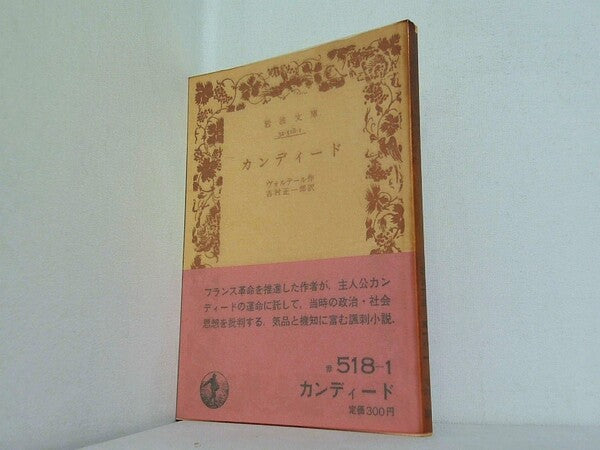 岩波文庫
32-518-1
カンディード
ヴォルテール作
吉村正一郎訳
フランス革命を推進した作者が、主人公カン
ディードの運命に託して、当時の政治・社会
思想を批判する、気品と機知に富む諷刺小説.
赤 518-1
カンディード
定価300円